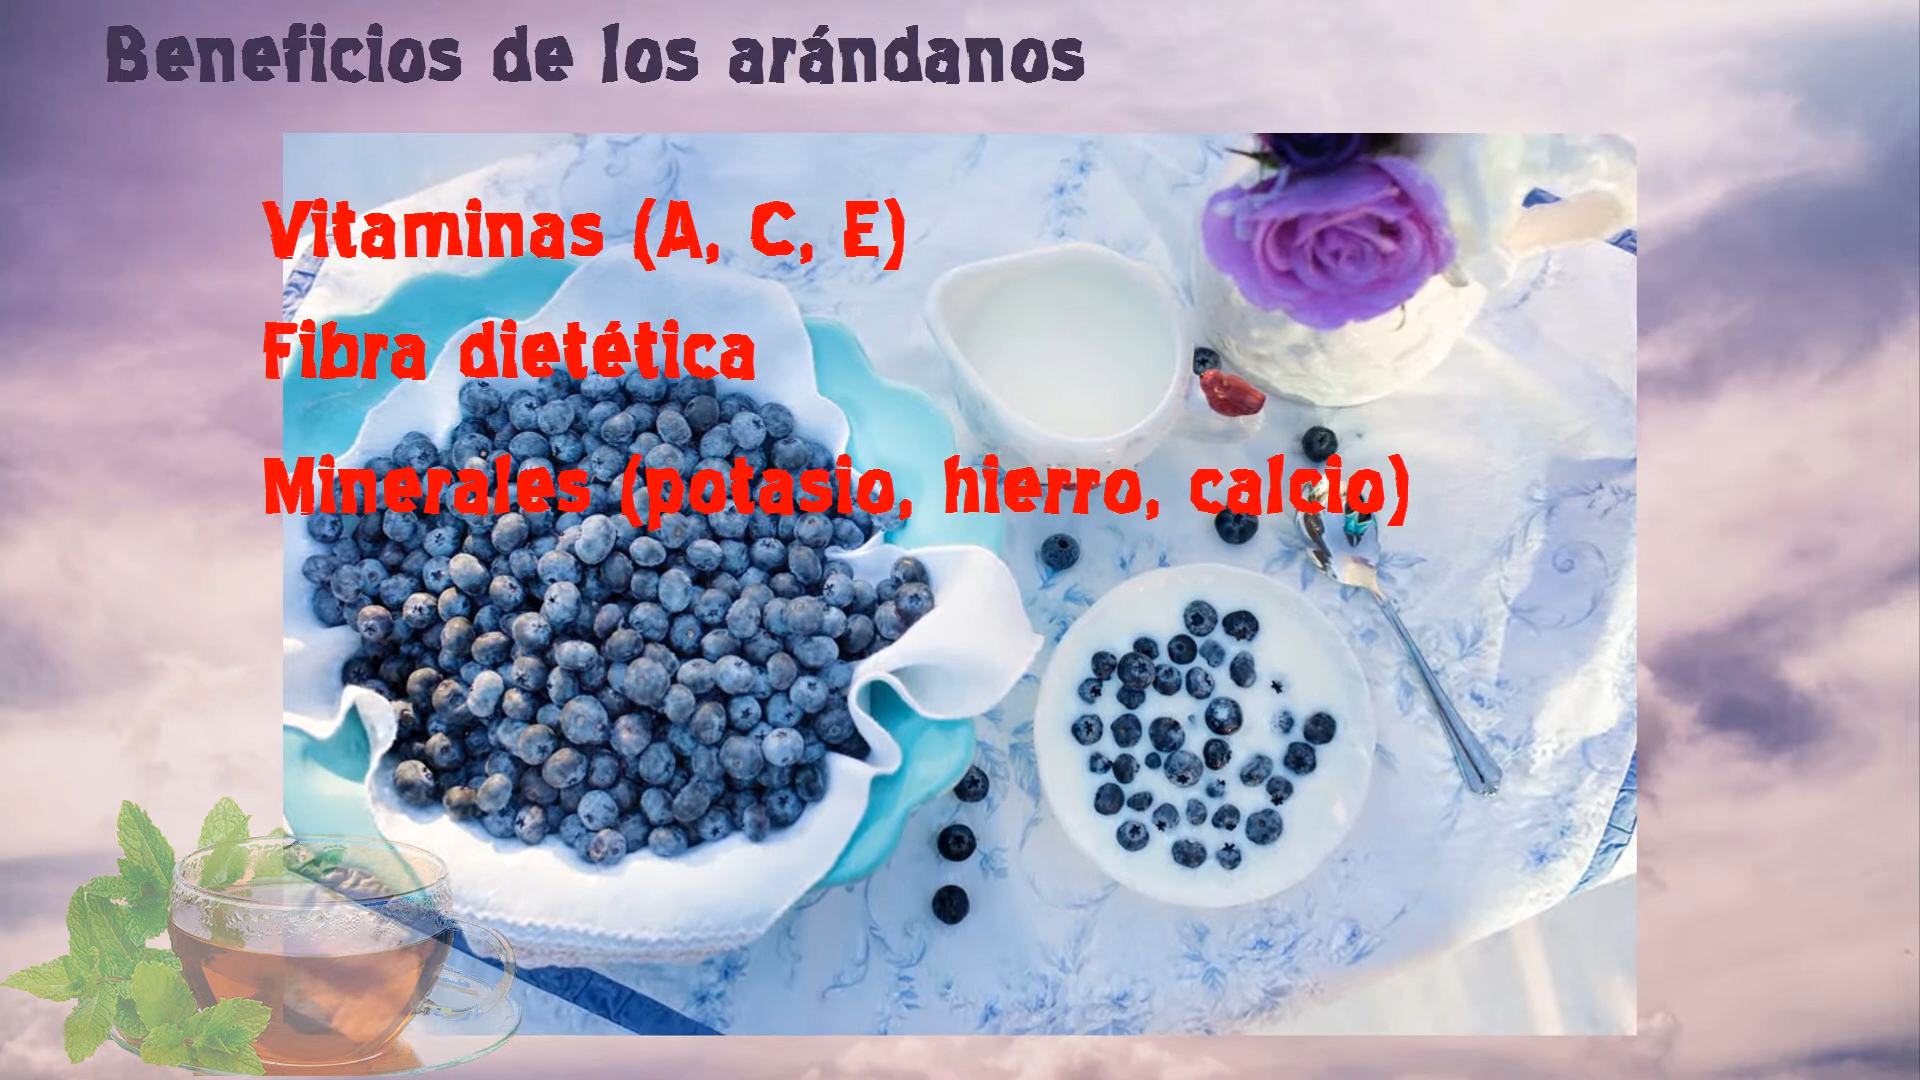 Beneficios de los arándanos
Vitaminas (A, C, E)
Fibra dietética
Minerales (potasio, hierro, calcio)